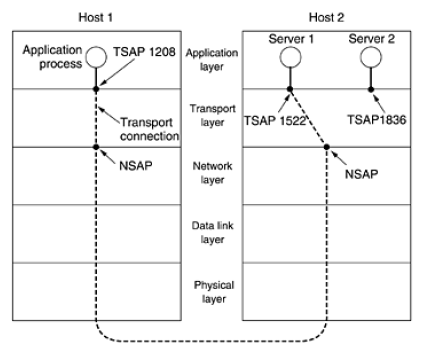 Host 1
Host 2
Application
process
TSAP 1208
Application
layer
Server 1
Server 2
Transport
connection
Transport
layer
TSAP 1522
TSAP1836
NSAP
Network
layer
NSAP
Data link
layer
Physical
layer